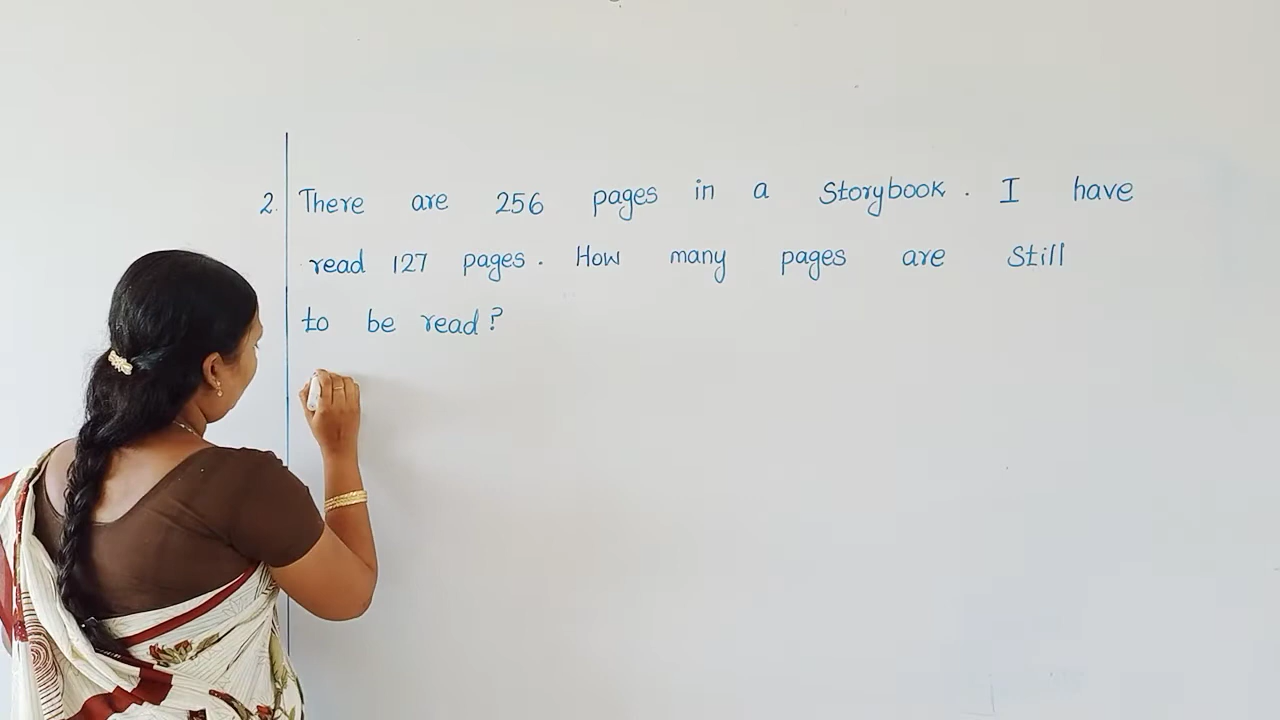 2. There are 256 pages in a Storybook. I have
read 127 pages. How many pages are Still
to be read?